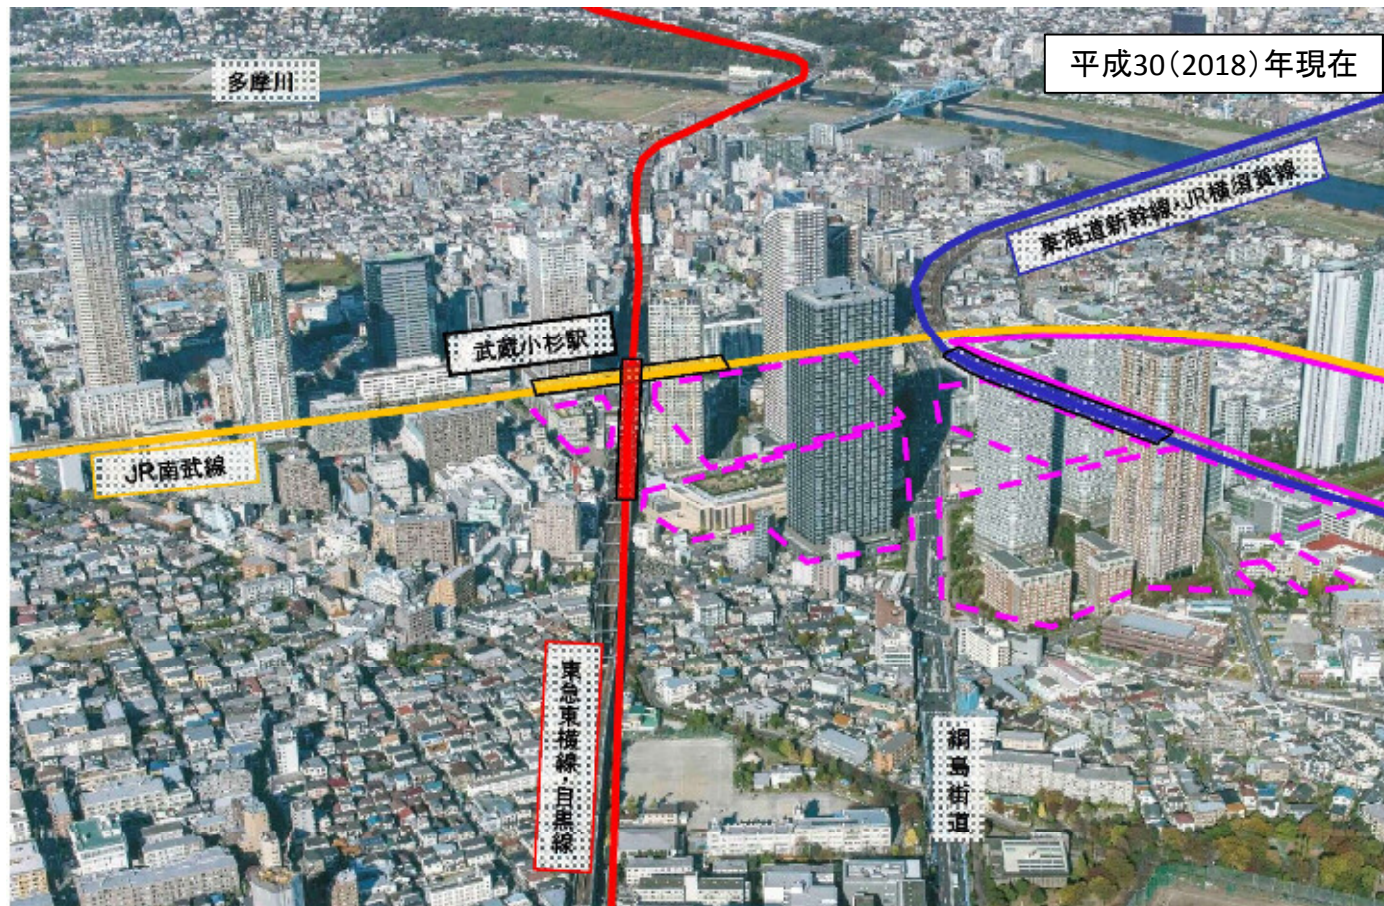 平成30(2018)年現在
多摩川
東海道新幹線・JR横須賀線
武蔵小杉駅
JR南武線
東急東横線・目黒線
綱島街道